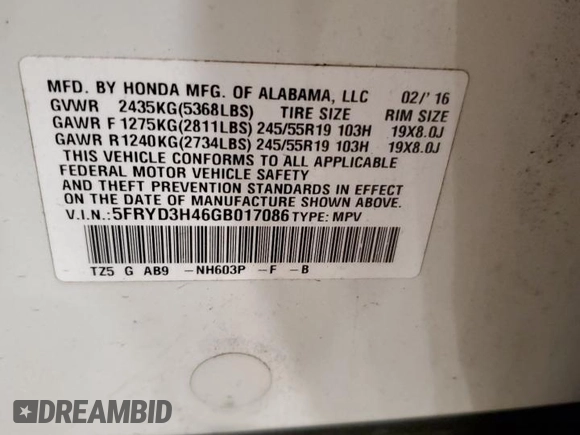 MFD. BY HONDA MFG. OF ALABAMA, LLC 02/'16
GVWR 2435KG(5368LBS) TIRE SIZE RIM SIZE
GAWR F 1275KG(2811LBS) 245/55R19 103H 19X8.0J
GAWR R1240KG(2734LBS) 245/55R19 103H 19X8.0J
THIS VEHICLE CONFORMS TO ALL APPLICABLE
FEDERAL MOTOR VEHICLE SAFETY
AND THEFT PREVENTION STANDARDS IN EFFECT
ON THE DATE OF MANUFACTURE SHOWN ABOVE.
V.I.N.:5FRYD3H46GB017086 TYPE: MPV
TZ5 G AB9 -NH603P -F -B
DREAMBID